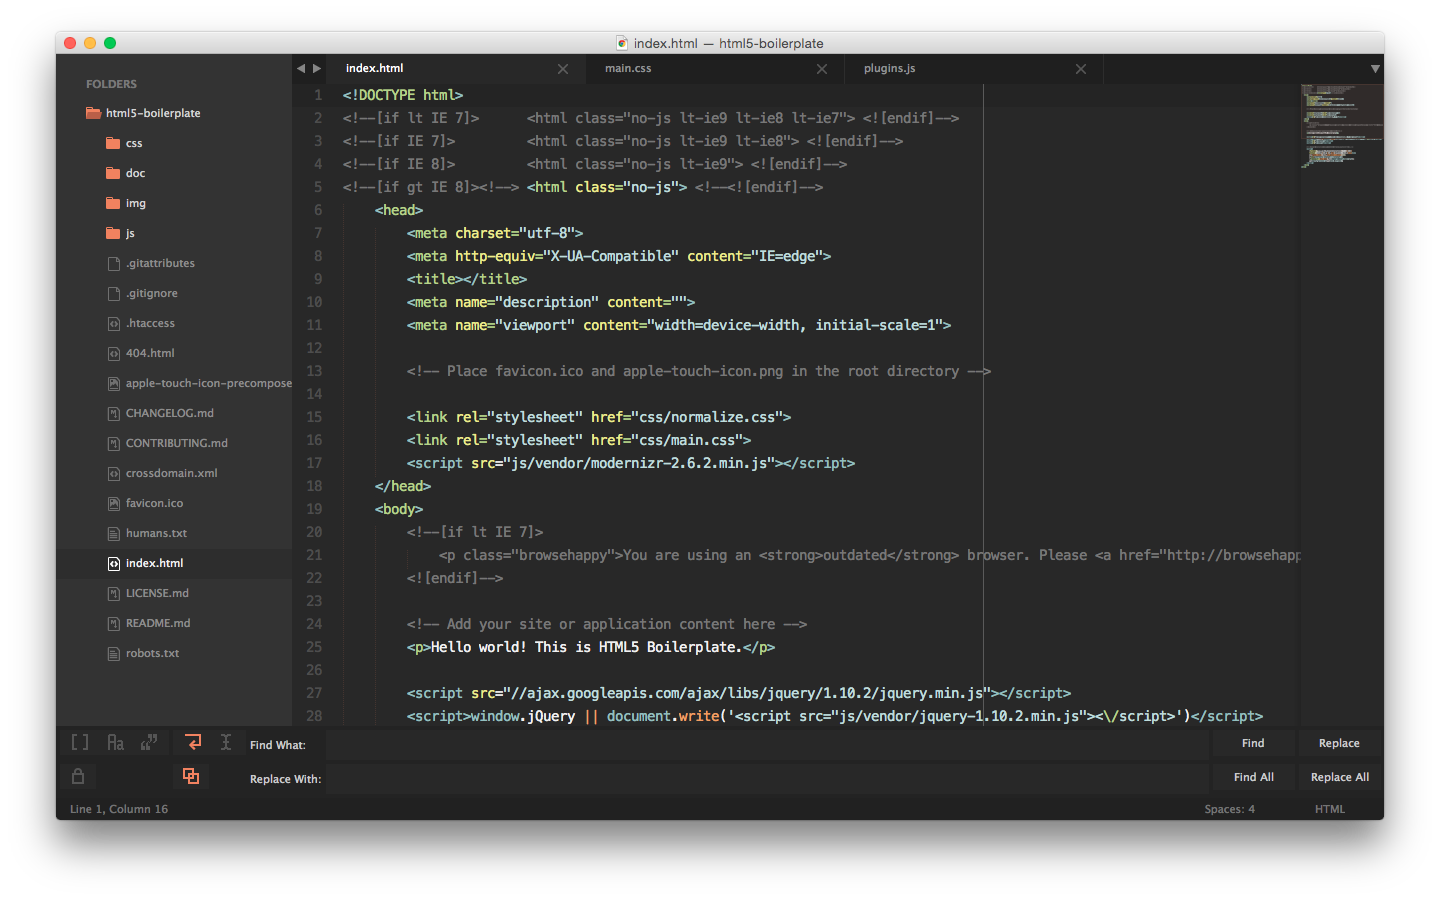 index.html — html5-boilerplate
FOLDERS
html5-boilerplate
css
doc
img
js
.gitattributes
.gitignore
.htaccess
404.html
apple-touch-icon-precompose
CHANGELOG.md
CONTRIBUTING.md
crossdomain.xml
favicon.ico
humans.txt
index.html
LICENSE.md
README.md
robots.txt
index.html main.css plugins.js
1 <!DOCTYPE html>
2 <!--[if lt IE 7]>      <html class="no-js lt-ie9 lt-ie8 lt-ie7"> <![endif]-->
3 <!--[if IE 7]>         <html class="no-js lt-ie9 lt-ie8"> <![endif]-->
4 <!--[if IE 8]>         <html class="no-js lt-ie9"> <![endif]-->
5 <!--[if gt IE 8]><!--> <html class="no-js"> <!--<![endif]-->
6     <head>
7         <meta charset="utf-8">
8         <meta http-equiv="X-UA-Compatible" content="IE=edge">
9         <title></title>
10         <meta name="description" content="">
11         <meta name="viewport" content="width=device-width, initial-scale=1">
12
13         <!-- Place favicon.ico and apple-touch-icon.png in the root directory -->
14
15         <link rel="stylesheet" href="css/normalize.css">
16         <link rel="stylesheet" href="css/main.css">
17         <script src="js/vendor/modernizr-2.6.2.min.js"></script>
18     </head>
19     <body>
20         <!--[if lt IE 7]>
21             <p class="browsehappy">You are using an <strong>outdated</strong> browser. Please <a href="http://browsehapp
22         <![endif]-->
23
24         <!-- Add your site or application content here -->
25         <p>Hello world! This is HTML5 Boilerplate.</p>
26
27         <script src="//ajax.googleapis.com/ajax/libs/jquery/1.10.2/jquery.min.js"></script>
28         <script>window.jQuery || document.write('<script src="js/vendor/jquery-1.10.2.min.js"><\/script>')</script>
Aa “” Find What: Find Replace
Replace With: Find All Replace All
Line 1, Column 16 Spaces: 4 HTML